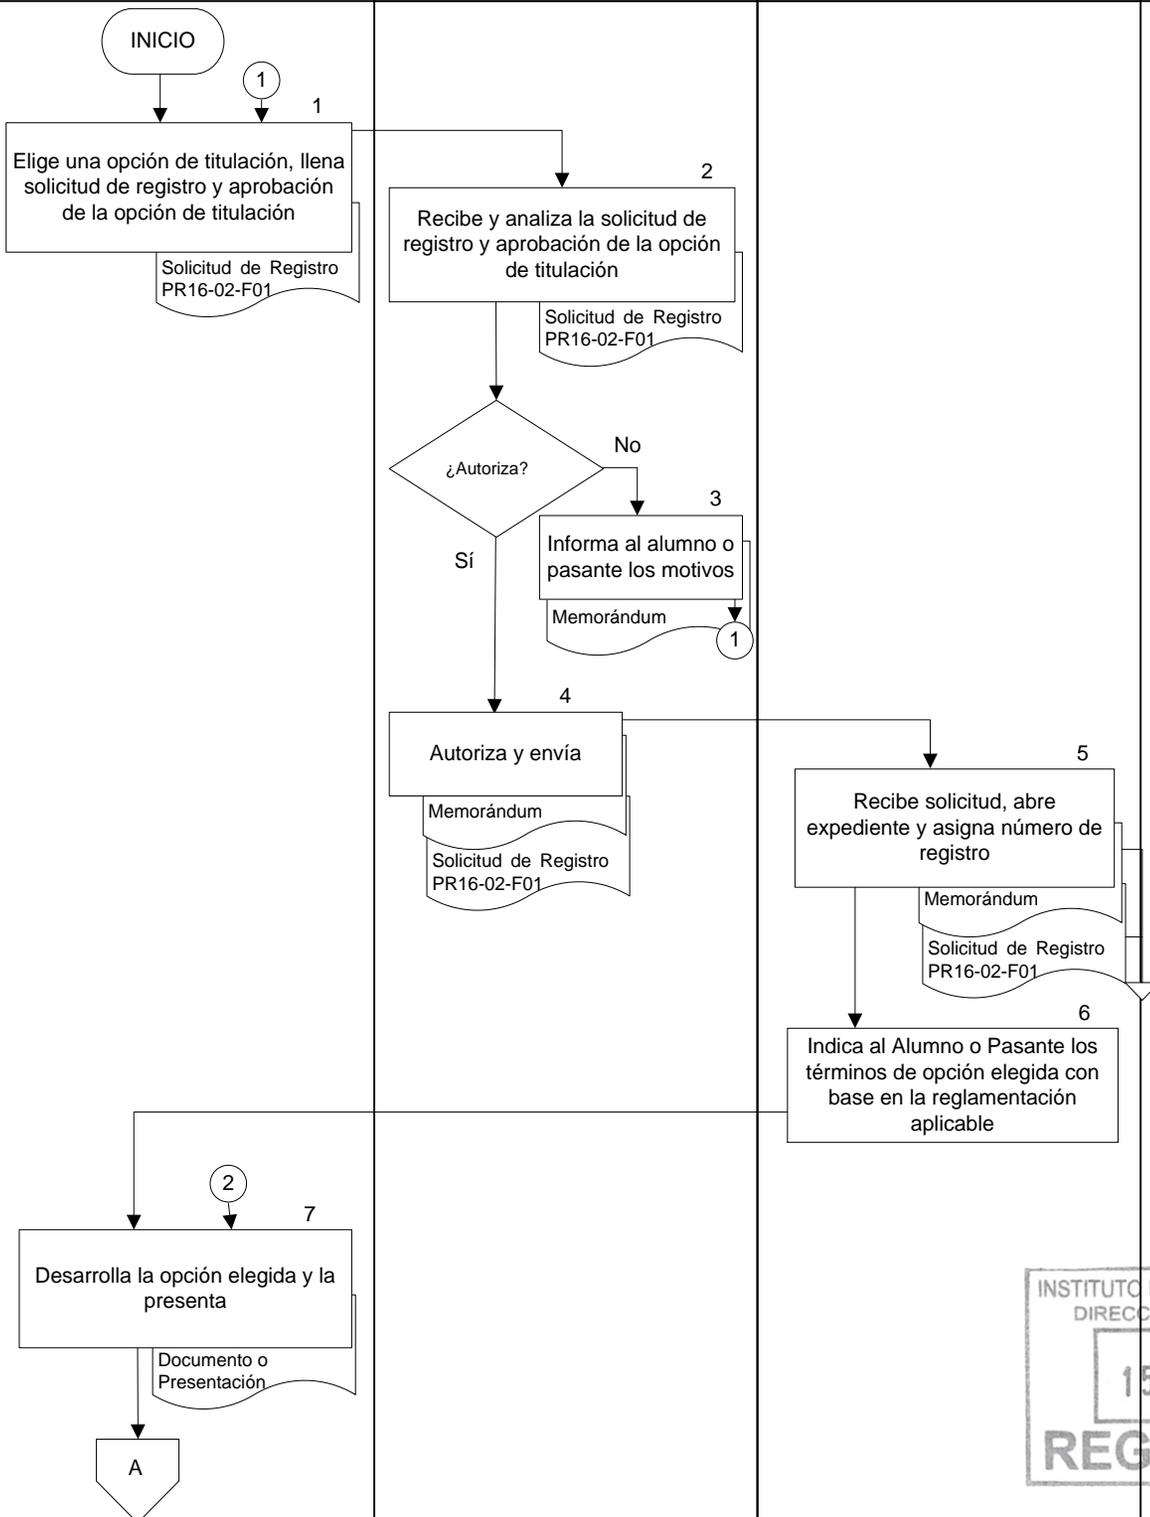 INICIO
1
1
Elige una opción de titulación, llena
solicitud de registro y aprobación
de la opción de titulación
Solicitud de Registro
PR16-02-F01
2
Recibe y analiza la solicitud de
registro y aprobación de la opción
de titulación
Solicitud de Registro
PR16-02-F01
¿Autoriza?
No
Sí
3
Informa al alumno o
pasante los motivos
Memorándum
1
4
Autoriza y envía
Memorándum
Solicitud de Registro
PR16-02-F01
5
Recibe solicitud, abre
expediente y asigna número de
registro
Memorándum
Solicitud de Registro
PR16-02-F01
6
Indica al Alumno o Pasante los
términos de opción elegida con
base en la reglamentación
aplicable
2
7
Desarrolla la opción elegida y la
presenta
Documento o
Presentación
A
INSTITUTO
DIRECC
15
REG